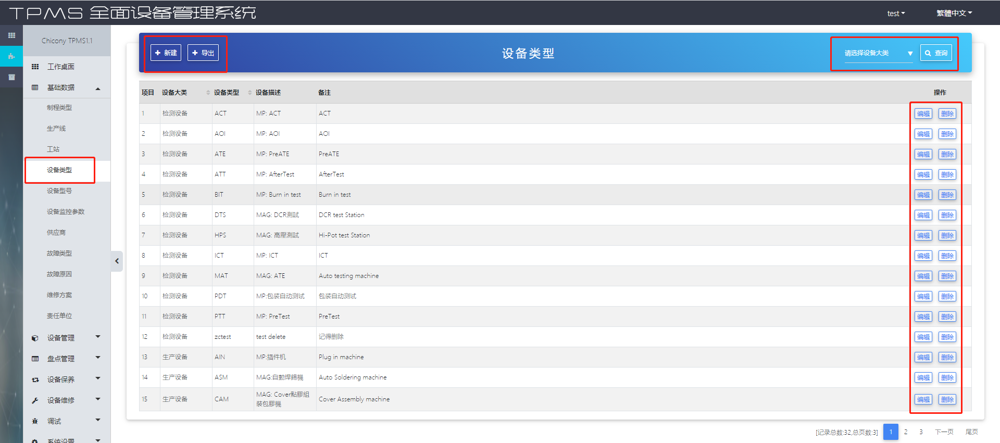 TPMS 全面设备管理系统
test
繁體中文
Chicony TPMS1.1
工作桌面
基础数据
制程类型
生产线
工站
设备类型
设备型号
设备监控参数
供应商
故障类型
故障原因
维修方案
责任单位
设备管理
盘点管理
设备保养
设备维修
调试
系统设置
新建
导出
设备类型
请选择设备大类
查询
项目 设备大类 设备类型 设备描述 备注 操作
1 检测设备 ACT MP: ACT ACT 编辑 删除
2 检测设备 AOI MP: AOI AOI 编辑 删除
3 检测设备 ATE MP: PreATE PreATE 编辑 删除
4 检测设备 ATT MP: AfterTest AfterTest 编辑 删除
5 检测设备 BIT MP: Burn in test Burn in test 编辑 删除
6 检测设备 DTS MAG: DCR測試 DCR test Station 编辑 删除
7 检测设备 HPS MAG: 高壓測試 Hi-Pot test Station 编辑 删除
8 检测设备 ICT MP: ICT ICT 编辑 删除
9 检测设备 MAT MAG: ATE Auto testing machine 编辑 删除
10 检测设备 PDT MP:包装自动测试 包装自动测试 编辑 删除
11 检测设备 PTT MP: PreTest PreTest 编辑 删除
12 检测设备 zctest test delete 记得删除 编辑 删除
13 生产设备 AIN MP:插件机 Plug in machine 编辑 删除
14 生产设备 ASM MAG:自動焊錫機 Auto Soldering machine 编辑 删除
15 生产设备 CAM MAG: Cover點膠組
裝包膠機 Cover Assembly machine 编辑 删除
[记录总数:32,总页数:3] 1 2 3 下一页 尾页